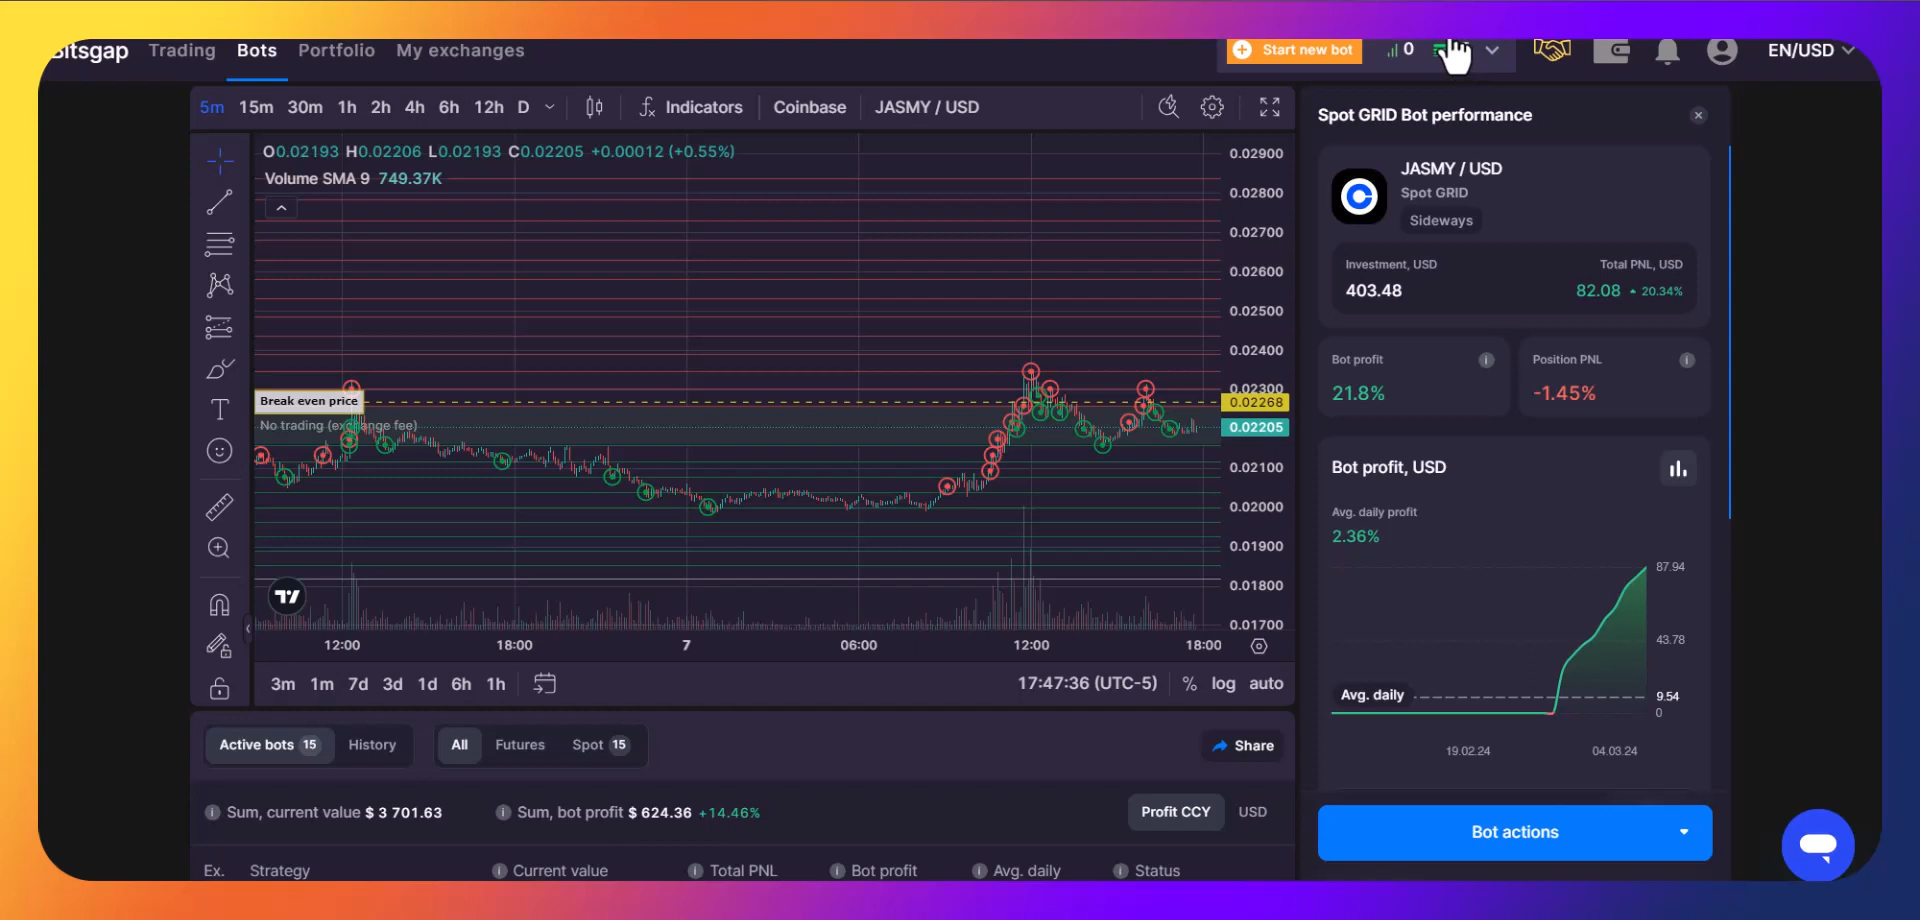 Bitsgap Trading Bots Portfolio My exchanges Start new bot 0 EN/USD
5m 15m 30m 1h 2h 4h 6h 12h D Indicators Coinbase JASMY / USD
O0.02193 H0.02206 L0.02193 C0.02205 +0.00012 (+0.55%)
Volume SMA 9 749.37K
0.02900
0.02800
0.02700
0.02600
0.02500
0.02400
0.02300
Break even price
0.02268
No trading (exchange fee)
0.02205
0.02100
0.02000
0.01900
0.01800
0.01700
12:00 18:00 7 06:00 12:00 18:00
3m 1m 7d 3d 1d 6h 1h 17:47:36 (UTC-5) % log auto
Active bots 15 History All Futures Spot 15 Share
Sum, current value $ 3 701.63 Sum, bot profit $ 624.36 +14.46% Profit CCY USD
Ex. Strategy Current value Total PNL Bot profit Avg. daily Status
Spot GRID Bot performance
JASMY / USD
Spot GRID
Sideways
Investment, USD Total PNL, USD
403.48 82.08 20.34%
Bot profit Position PNL
21.8% -1.45%
Bot profit, USD
Avg. daily profit
2.36%
87.94
43.78
Avg. daily 9.54
0
19.02.24 04.03.24
Bot actions